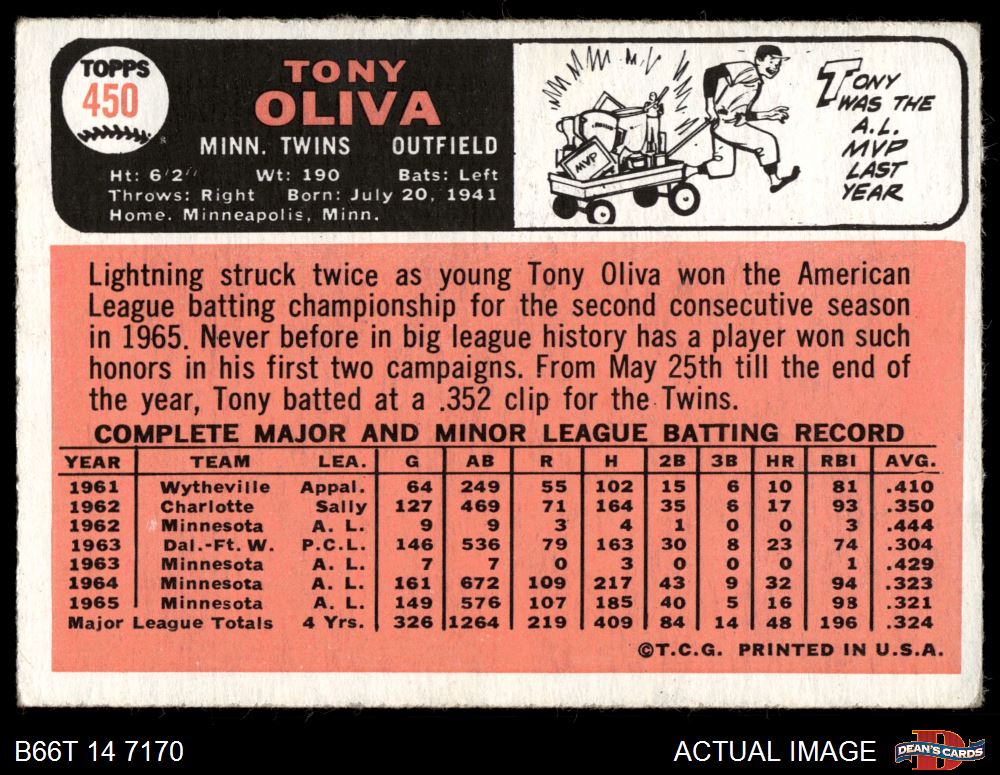 TOPPS
450
TONY
OLIVA
MINN. TWINS OUTFIELD
Ht: 6'2" Wt: 190 Bats: Left
Throws: Right Born: July 20, 1941
Home. Minneapolis, Minn.
MVP
TONY
WAS THE
A.L.
MVP
LAST
YEAR
Lightning struck twice as young Tony Oliva won the American
League batting championship for the second consecutive season
in 1965. Never before in big league history has a player won such
honors in his first two campaigns. From May 25th till the end of
the year, Tony batted at a .352 clip for the Twins.
COMPLETE MAJOR AND MINOR LEAGUE BATTING RECORD
YEAR TEAM LEA. G AB R H 2B 3B HR RBI AVG.
1961 Wytheville Appal. 64 249 55 102 15 6 10 81 .410
1962 Charlotte Sally 127 469 71 164 35 6 17 93 .350
1962 Minnesota A. L. 9 9 3 4 1 0 0 3 .444
1963 Dal.-Ft. W. P.C.L. 146 536 79 163 30 8 23 74 .304
1963 Minnesota A. L. 7 7 0 3 0 0 0 1 .429
1964 Minnesota A. L. 161 672 109 217 43 9 32 94 .323
1965 Minnesota A. L. 149 576 107 185 40 5 16 98 .321
Major League Totals 4 Yrs. 326 1264 219 409 84 14 48 196 .324
©T.C.G. PRINTED IN U.S.A.
B66T 14 7170
ACTUAL IMAGE
DEAN'S CARDS